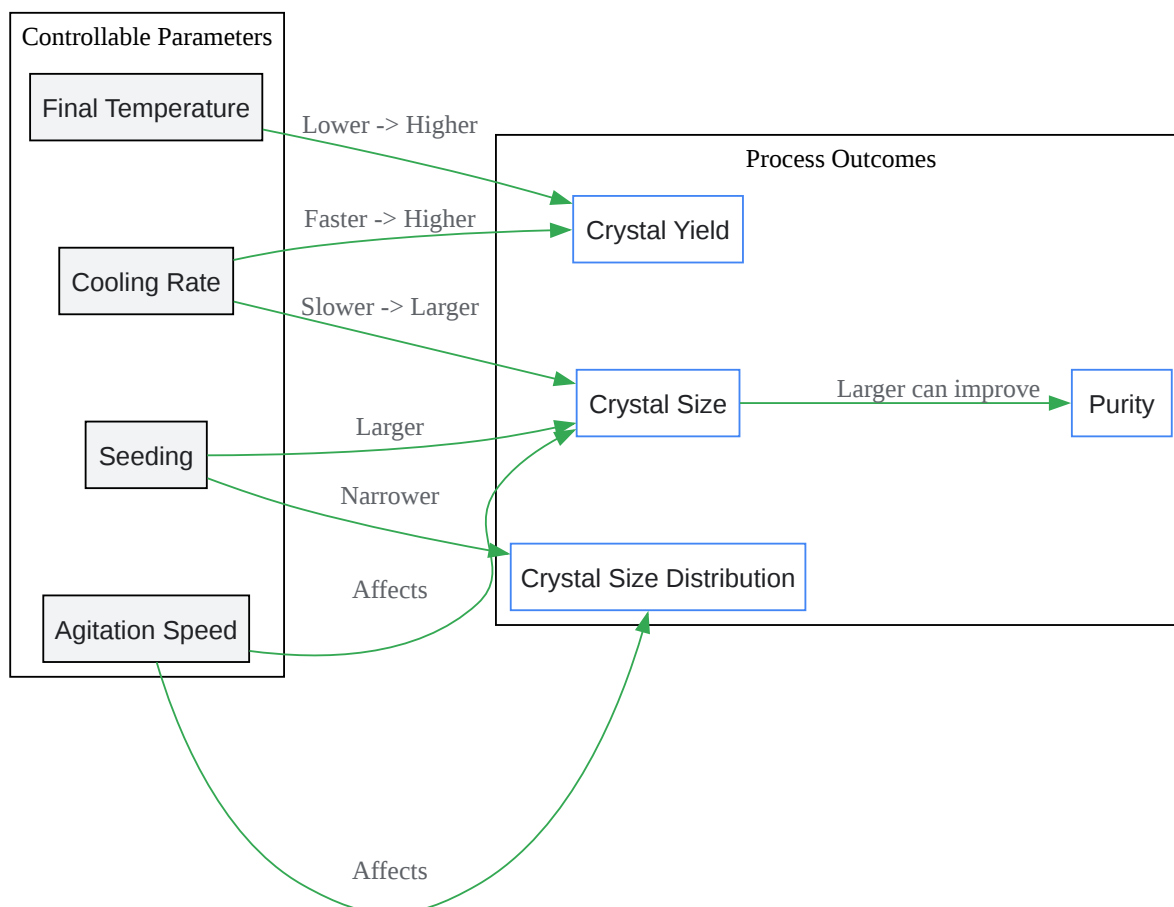 Controllable Parameters
Final Temperature
Lower -> Higher
Process Outcomes
Faster -> Higher
Crystal Yield
Cooling Rate
Slower -> Larger
Crystal Size
Larger can improve
Purity
Larger
Seeding
Narrower
Crystal Size Distribution
Affects
Agitation Speed
Affects